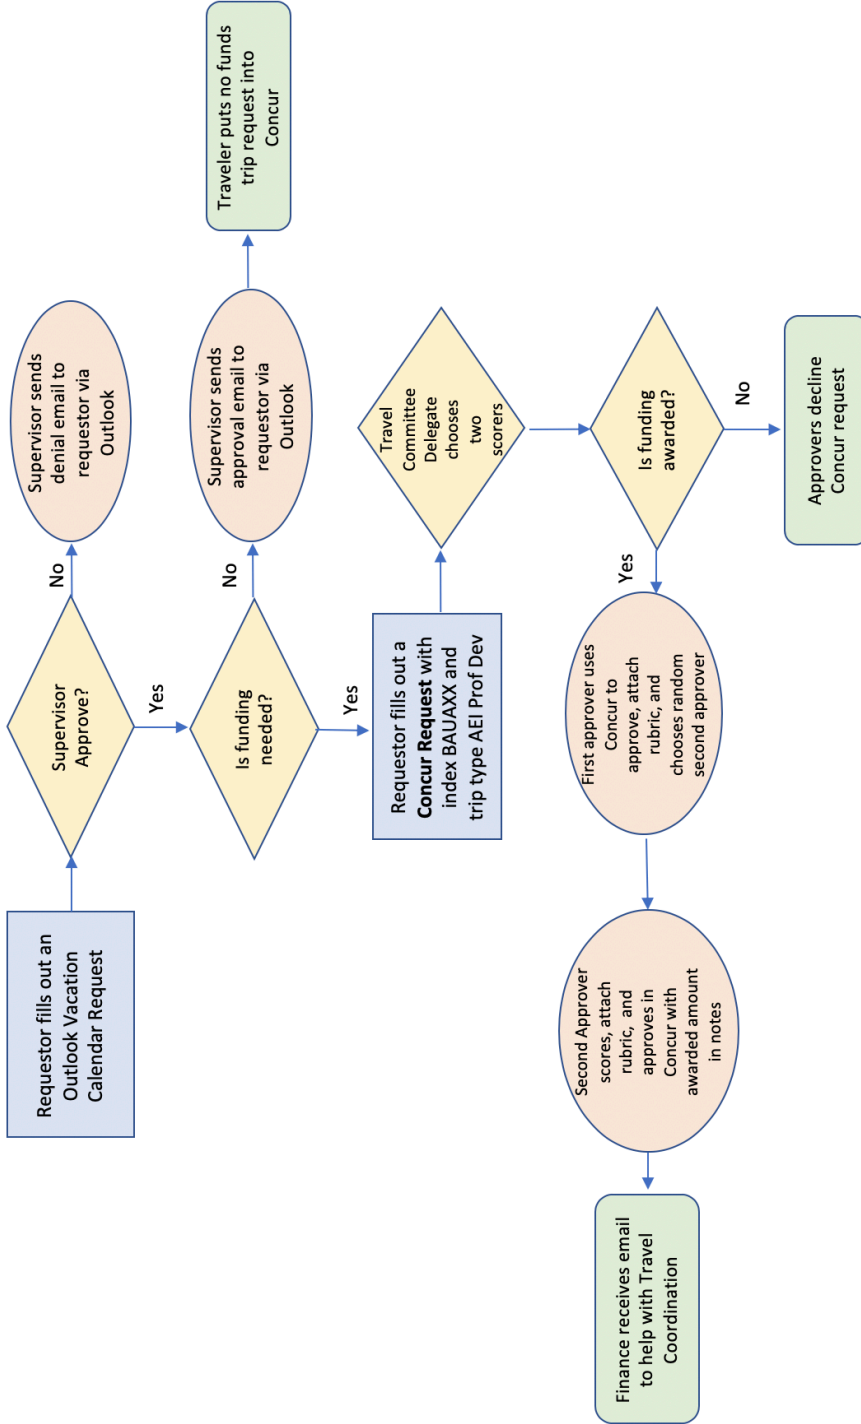 Requestor fills out an
Outlook Vacation
Calendar Request
Supervisor
Approve?
No
Supervisor sends
denial email to
requestor via
Outlook
Yes
Is funding
needed?
No
Supervisor sends
approval email to
requestor via
Outlook
Traveler puts no funds
trip request into
Concur
Yes
Requestor fills out a
Concur Request with
index BAUAXX and
trip type AEI Prof Dev
Travel
Committee
Delegate
chooses
two
scorers
Is funding
awarded?
No
Approvers decline
Concur request
Yes
First approver uses
Concur to
approve, attach
rubric, and
chooses random
second approver
Second Approver
scores, attach
rubric, and
approves in
Concur with
awarded amount
in notes
Finance receives email
to help with Travel
Coordination